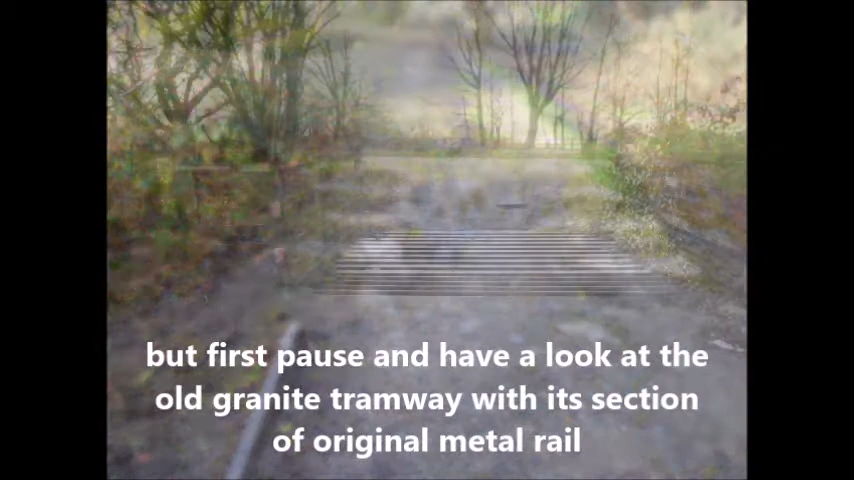 but first pause and have a look at the
old granite tramway with its section
of original metal rail